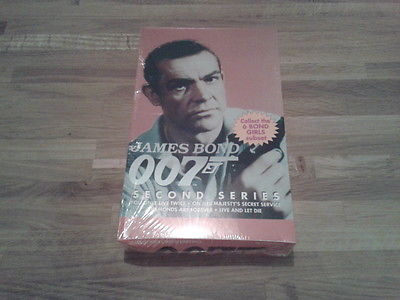 Collect the
6 BOND
GIRLS
subset
JAMES BOND
007
SECOND SERIES
YOU ONLY LIVE TWICE • ON HER MAJESTY'S SECRET SERVICE
DIAMONDS ARE FOREVER • LIVE AND LET DIE